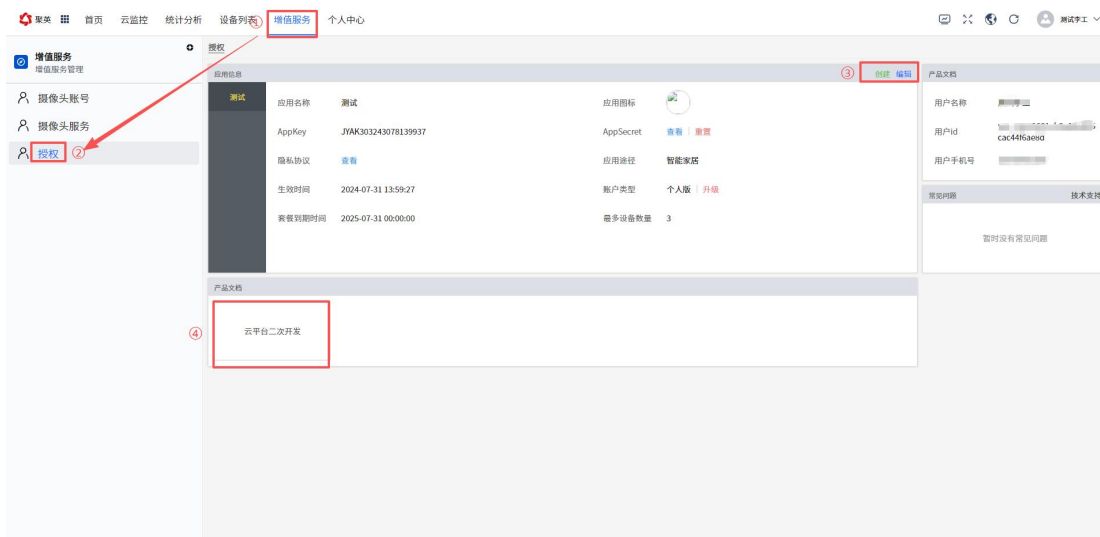 聚英 首页 云监控 统计分析 设备列表 ① 增值服务 个人中心 测试李工
增值服务
增值服务管理
摄像头账号
摄像头服务
授权 ②
授权
应用信息 ③ 创建 编辑
测试
应用名称 测试 应用图标
AppKey JYAK303243078139937 AppSecret 查看 重置
隐私协议 查看 应用途径 智能家居
生效时间 2024-07-31 13:59:27 账户类型 个人版 升级
套餐到期时间 2025-07-31 00:00:00 最多设备数量 3
产品文档
④ 云平台二次开发
产品文档
用户名称
用户id
cac44f6ae8d
用户手机号
常见问题 技术支持
暂时没有常见问题